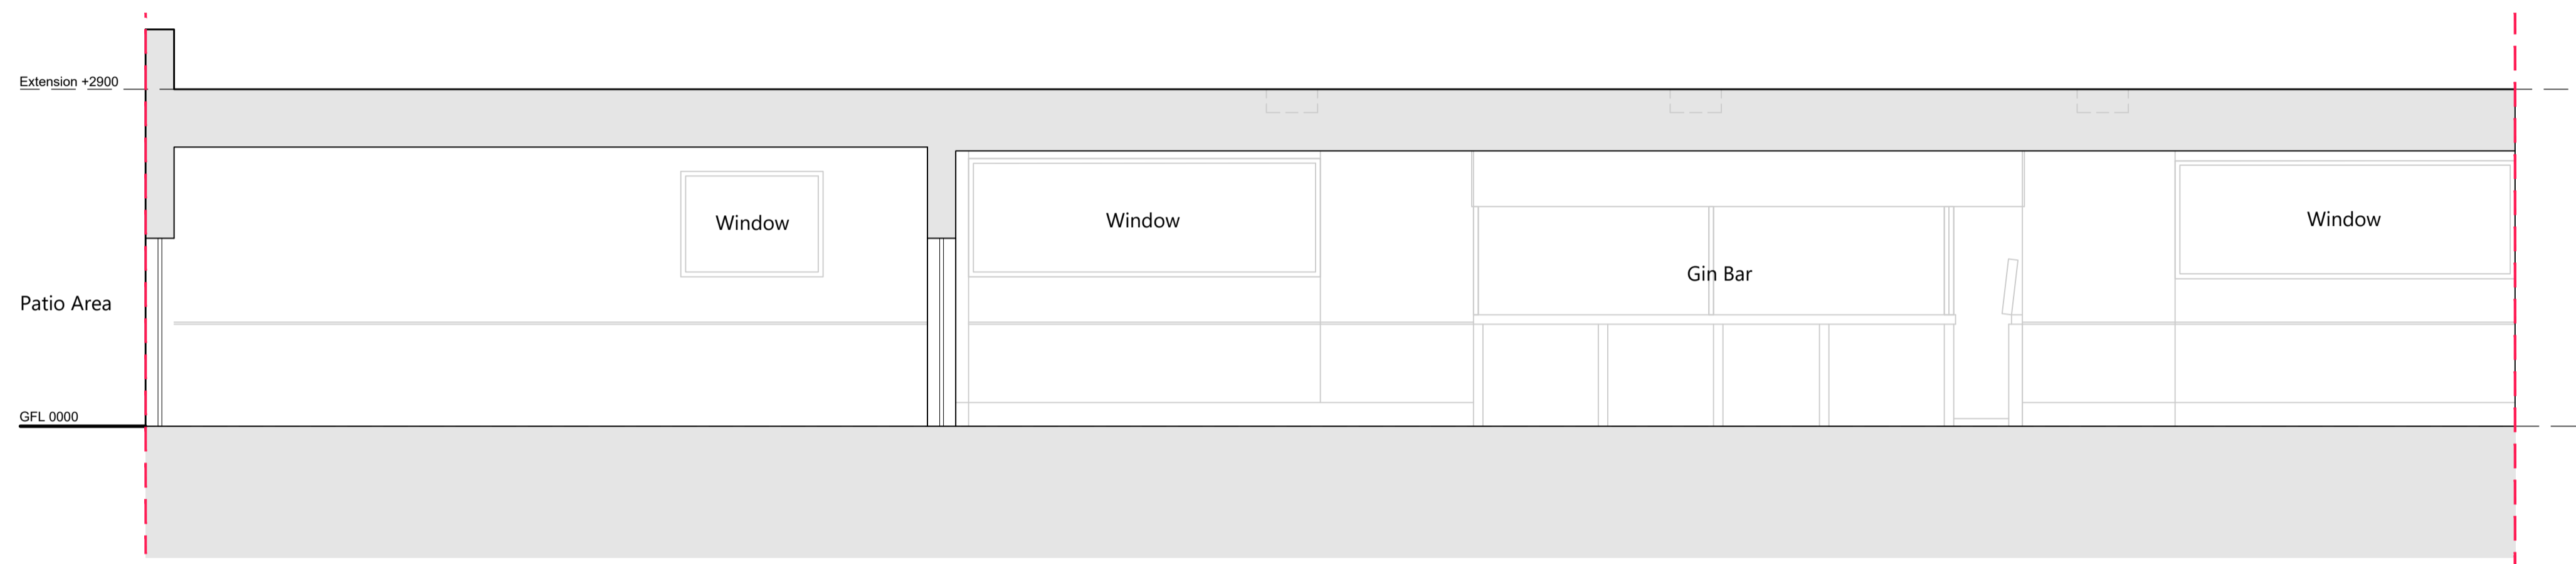 Extension +2900
Window
Window
Window
Gin Bar
Patio Area
GFL 0000